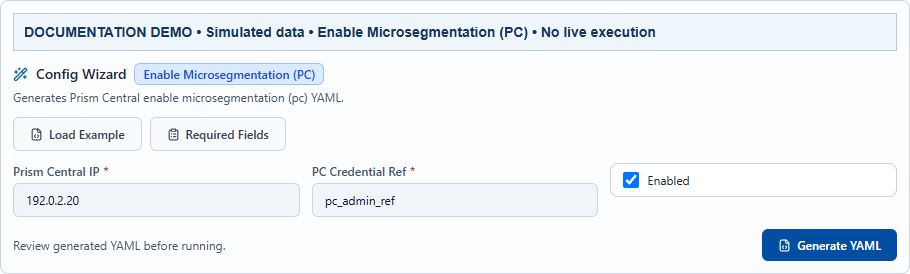 DOCUMENTATION DEMO • Simulated data • Enable Microsegmentation (PC) • No live execution
Config Wizard Enable Microsegmentation (PC)
Generates Prism Central enable microsegmentation (pc) YAML.
Load Example Required Fields
Prism Central IP * PC Credential Ref *
192.0.2.20 pc_admin_ref Enabled
Review generated YAML before running. Generate YAML